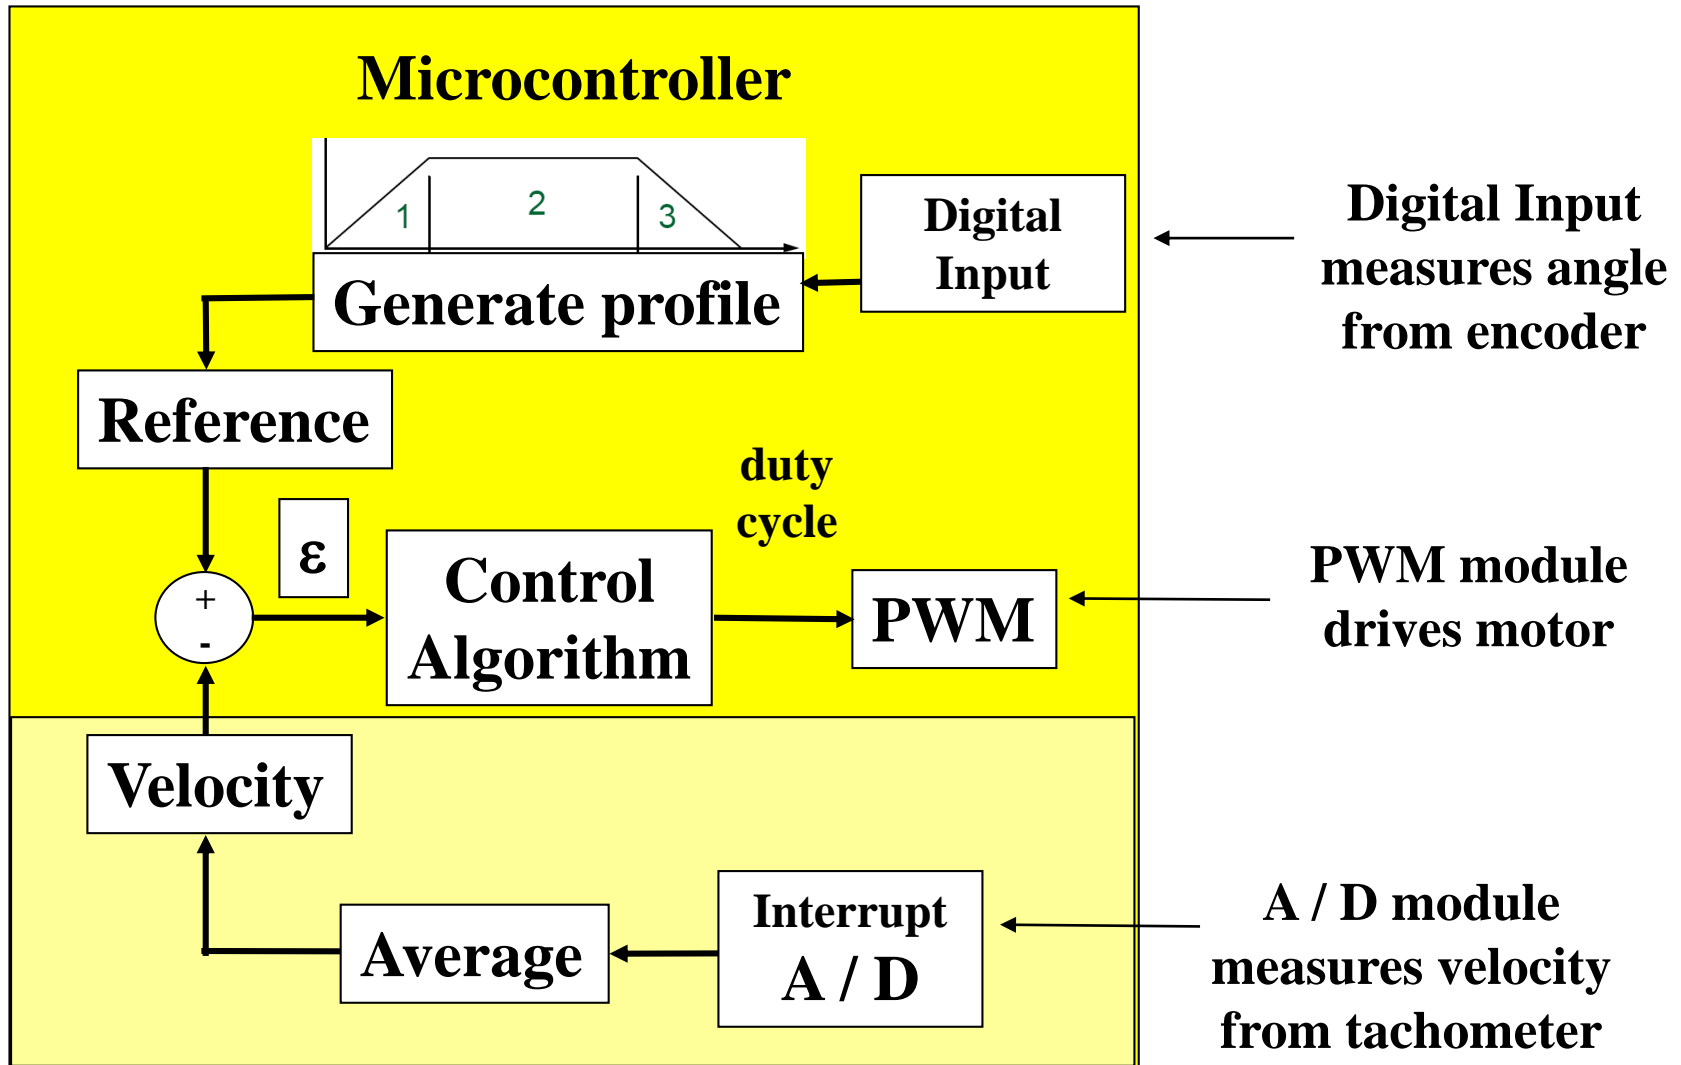 Microcontroller
1
2
3
Digital
Input
Digital Input
measures angle
from encoder
Generate profile
Reference
duty
cycle
ε
+
-
Control
Algorithm
PWM
PWM module
drives motor
Velocity
Interrupt
A / D
Average
A / D module
measures velocity
from tachometer